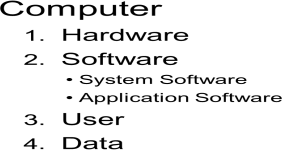 Computer
1. Hardware
2. Software
• System Software
• Application Software
3. User
4. Data